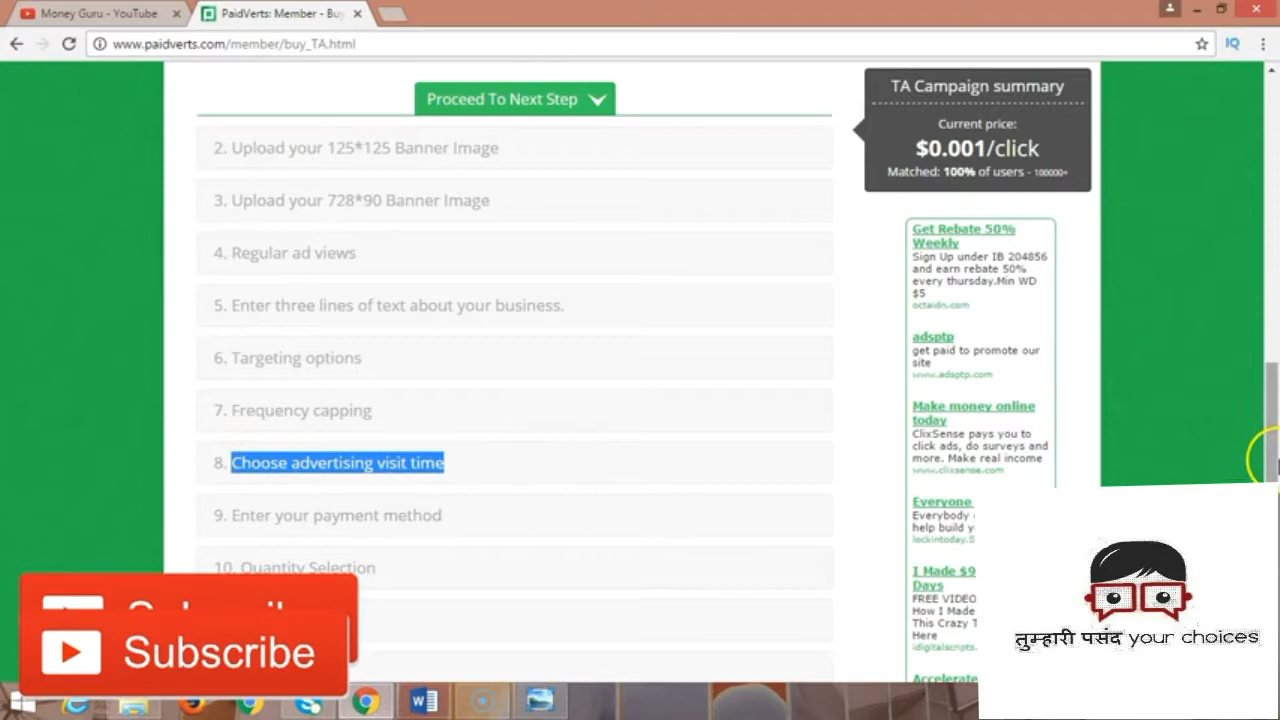 Money Guru - YouTube
PaidVerts: Member - Bu
www.paidverts.com/member/buy_TA.html
IQ
Proceed To Next Step
2. Upload your 125*125 Banner Image
3. Upload your 728*90 Banner Image
4. Regular ad views
5. Enter three lines of text about your business.
6. Targeting options
7. Frequency capping
8. Choose advertising visit time
9. Enter your payment method
10. Quantity Selection
TA Campaign summary
Current price:
$0.001/click
Matched: 100% of users - 100000+
Get Rebate 50%
Weekly
Sign Up under IB 204856
and earn rebate 50%
every thursday.Min WD
$5
octaidn.com
adsptp
get paid to promote our
site
www.adsptp.com
Make money online
today
ClixSense pays you to
click ads, do surveys and
more. Make real income
www.clixsense.com
Everyone
Everybody
help build y
lockintoday.S
I Made $9
Days
FREE VIDEO
How I Made
This Crazy T
Here
idigitalscripts.
Accelerate
Subscribe
तुम्हारी पसंद your choices